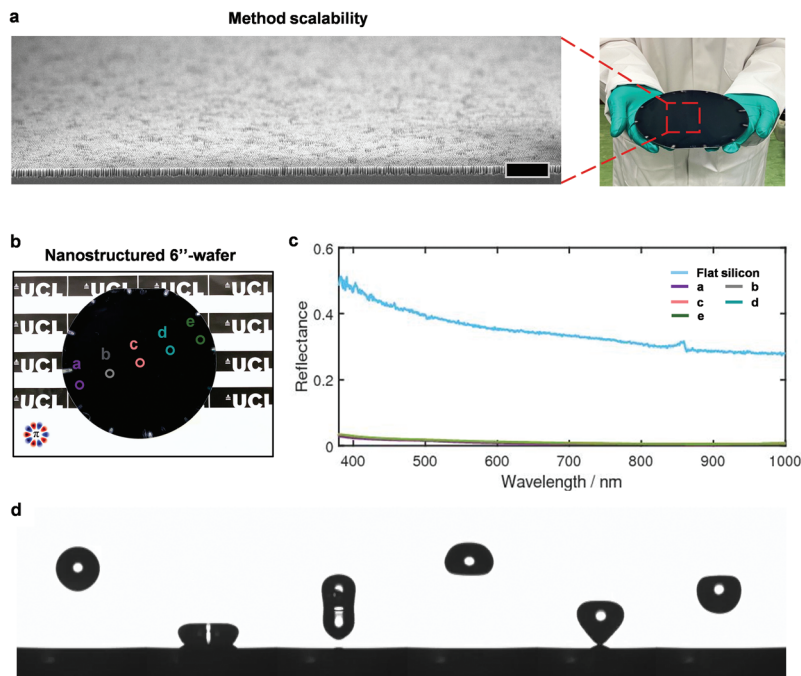 a
Method scalability
b
Nanostructured 6’’-wafer
UCL UCL UCL UCL
UCL UCL
UCL UCL
UCL UCL
a
b
c
d
e
π
c
0.6
0.4
0.2
0
Reflectance
400 500 600 700 800 900 1000
Wavelength / nm
Flat silicon
a b
c d
e
d